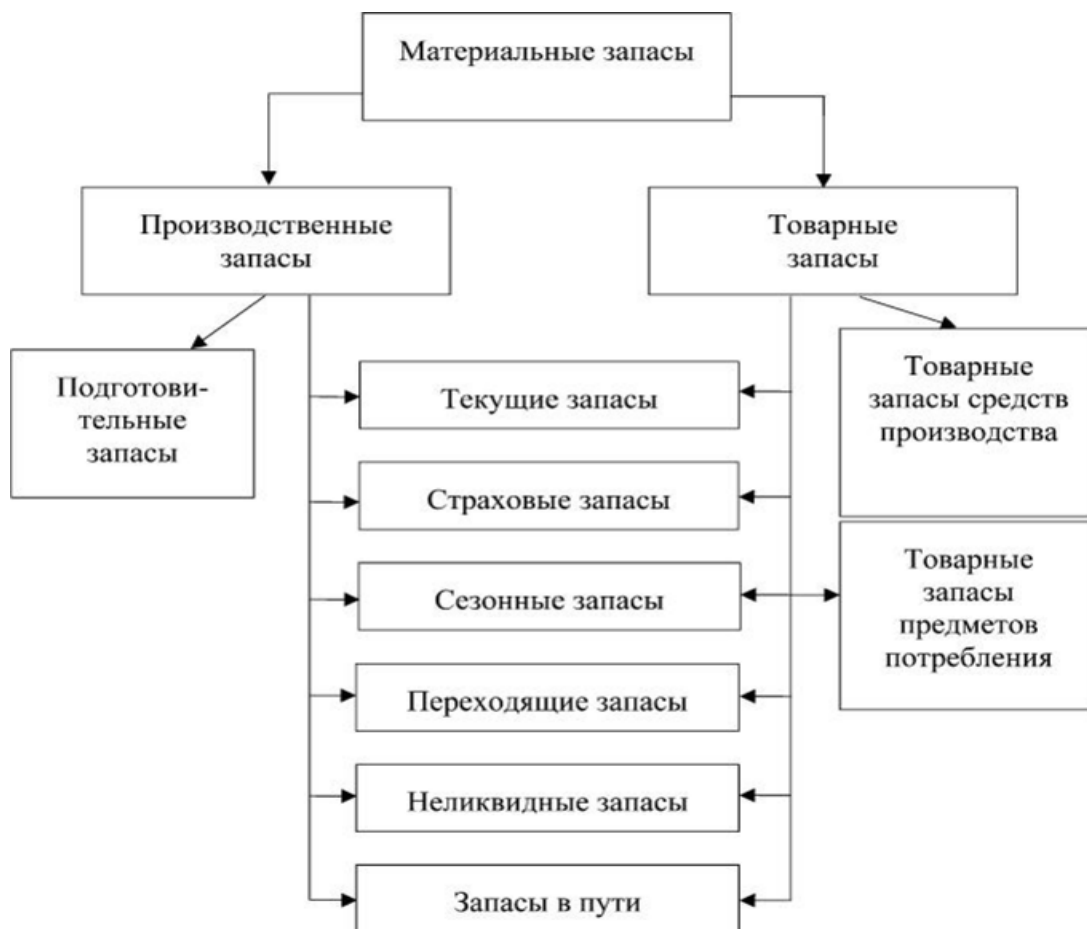 Материальные запасы
Производственные
запасы
Товарные
запасы
Подготови-
тельные
запасы
Текущие запасы
Страховые запасы
Сезонные запасы
Переходящие запасы
Неликвидные запасы
Запасы в пути
Товарные
запасы средств
производства
Товарные
запасы
предметов
потребления